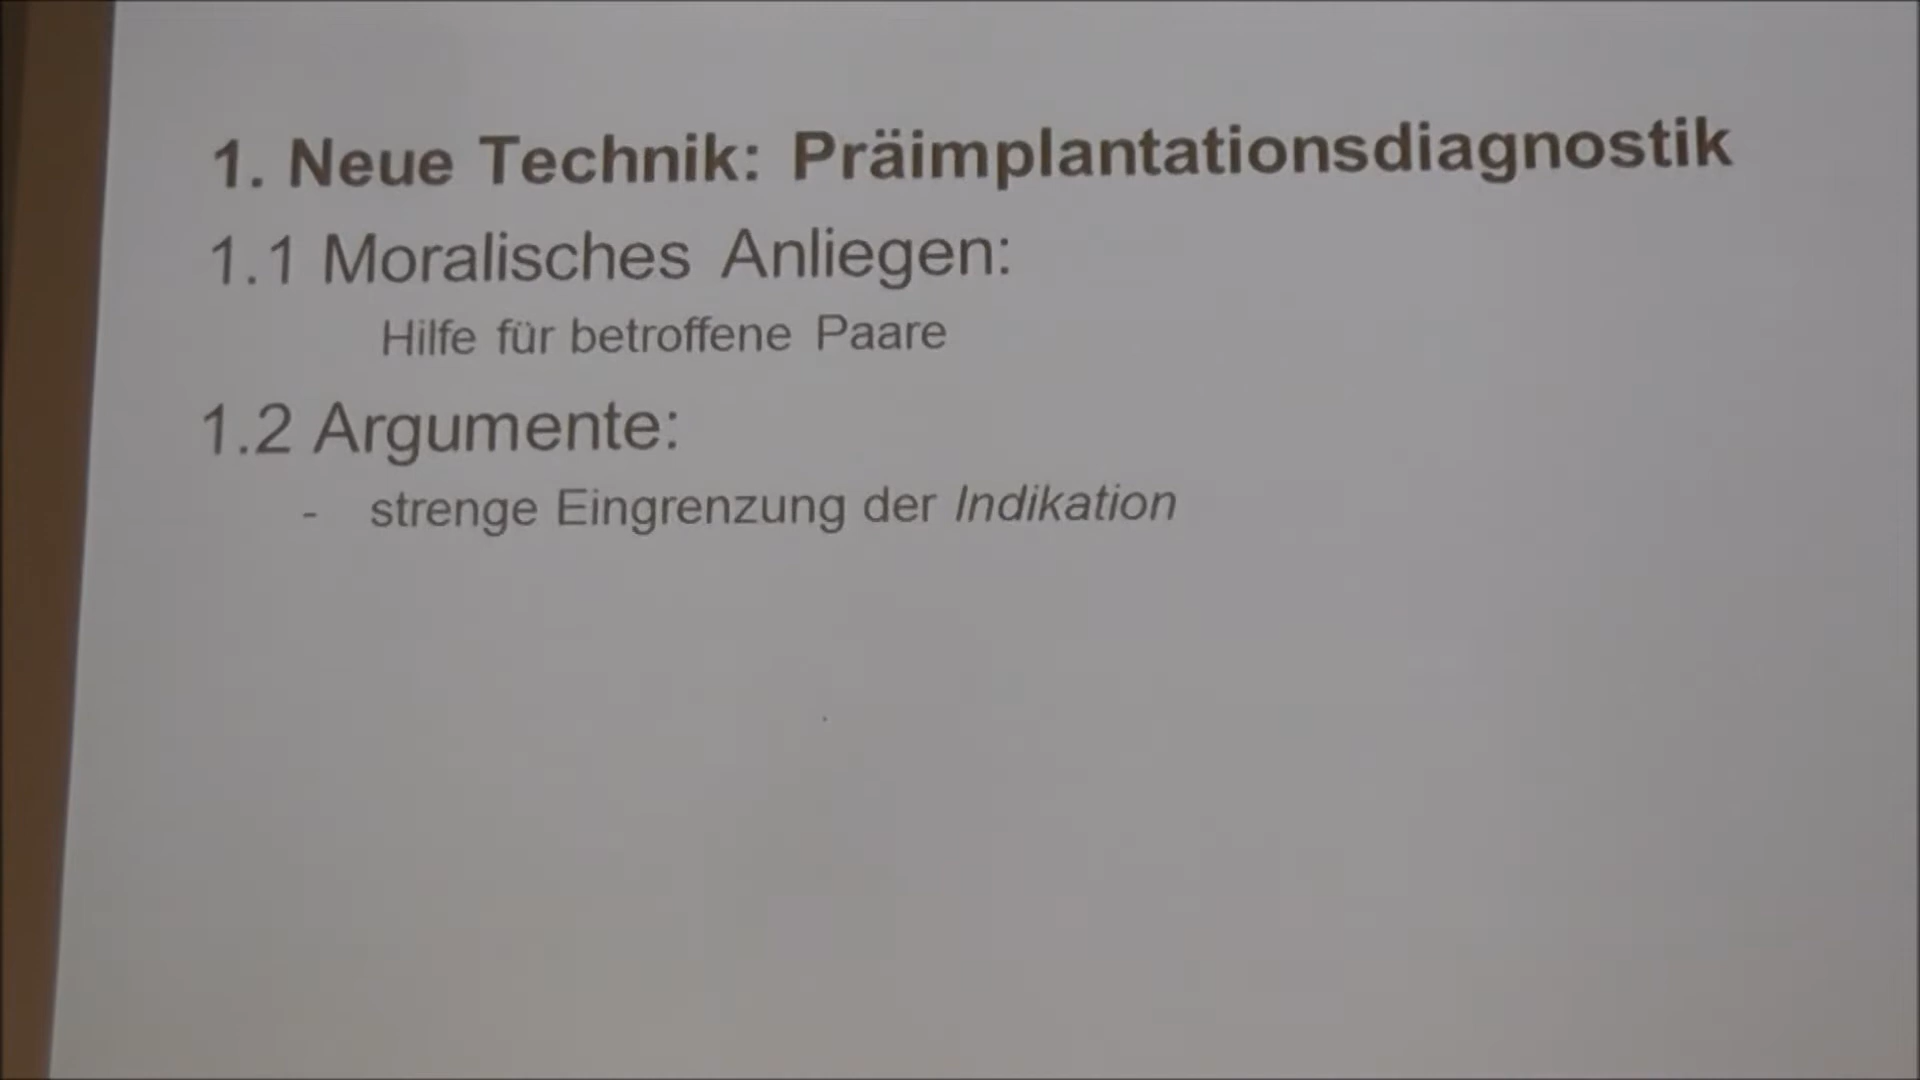 1. Neue Technik: Präimplantationsdiagnostik
1.1 Moralisches Anliegen:
Hilfe für betroffene Paare
1.2 Argumente:
- strenge Eingrenzung der Indikation